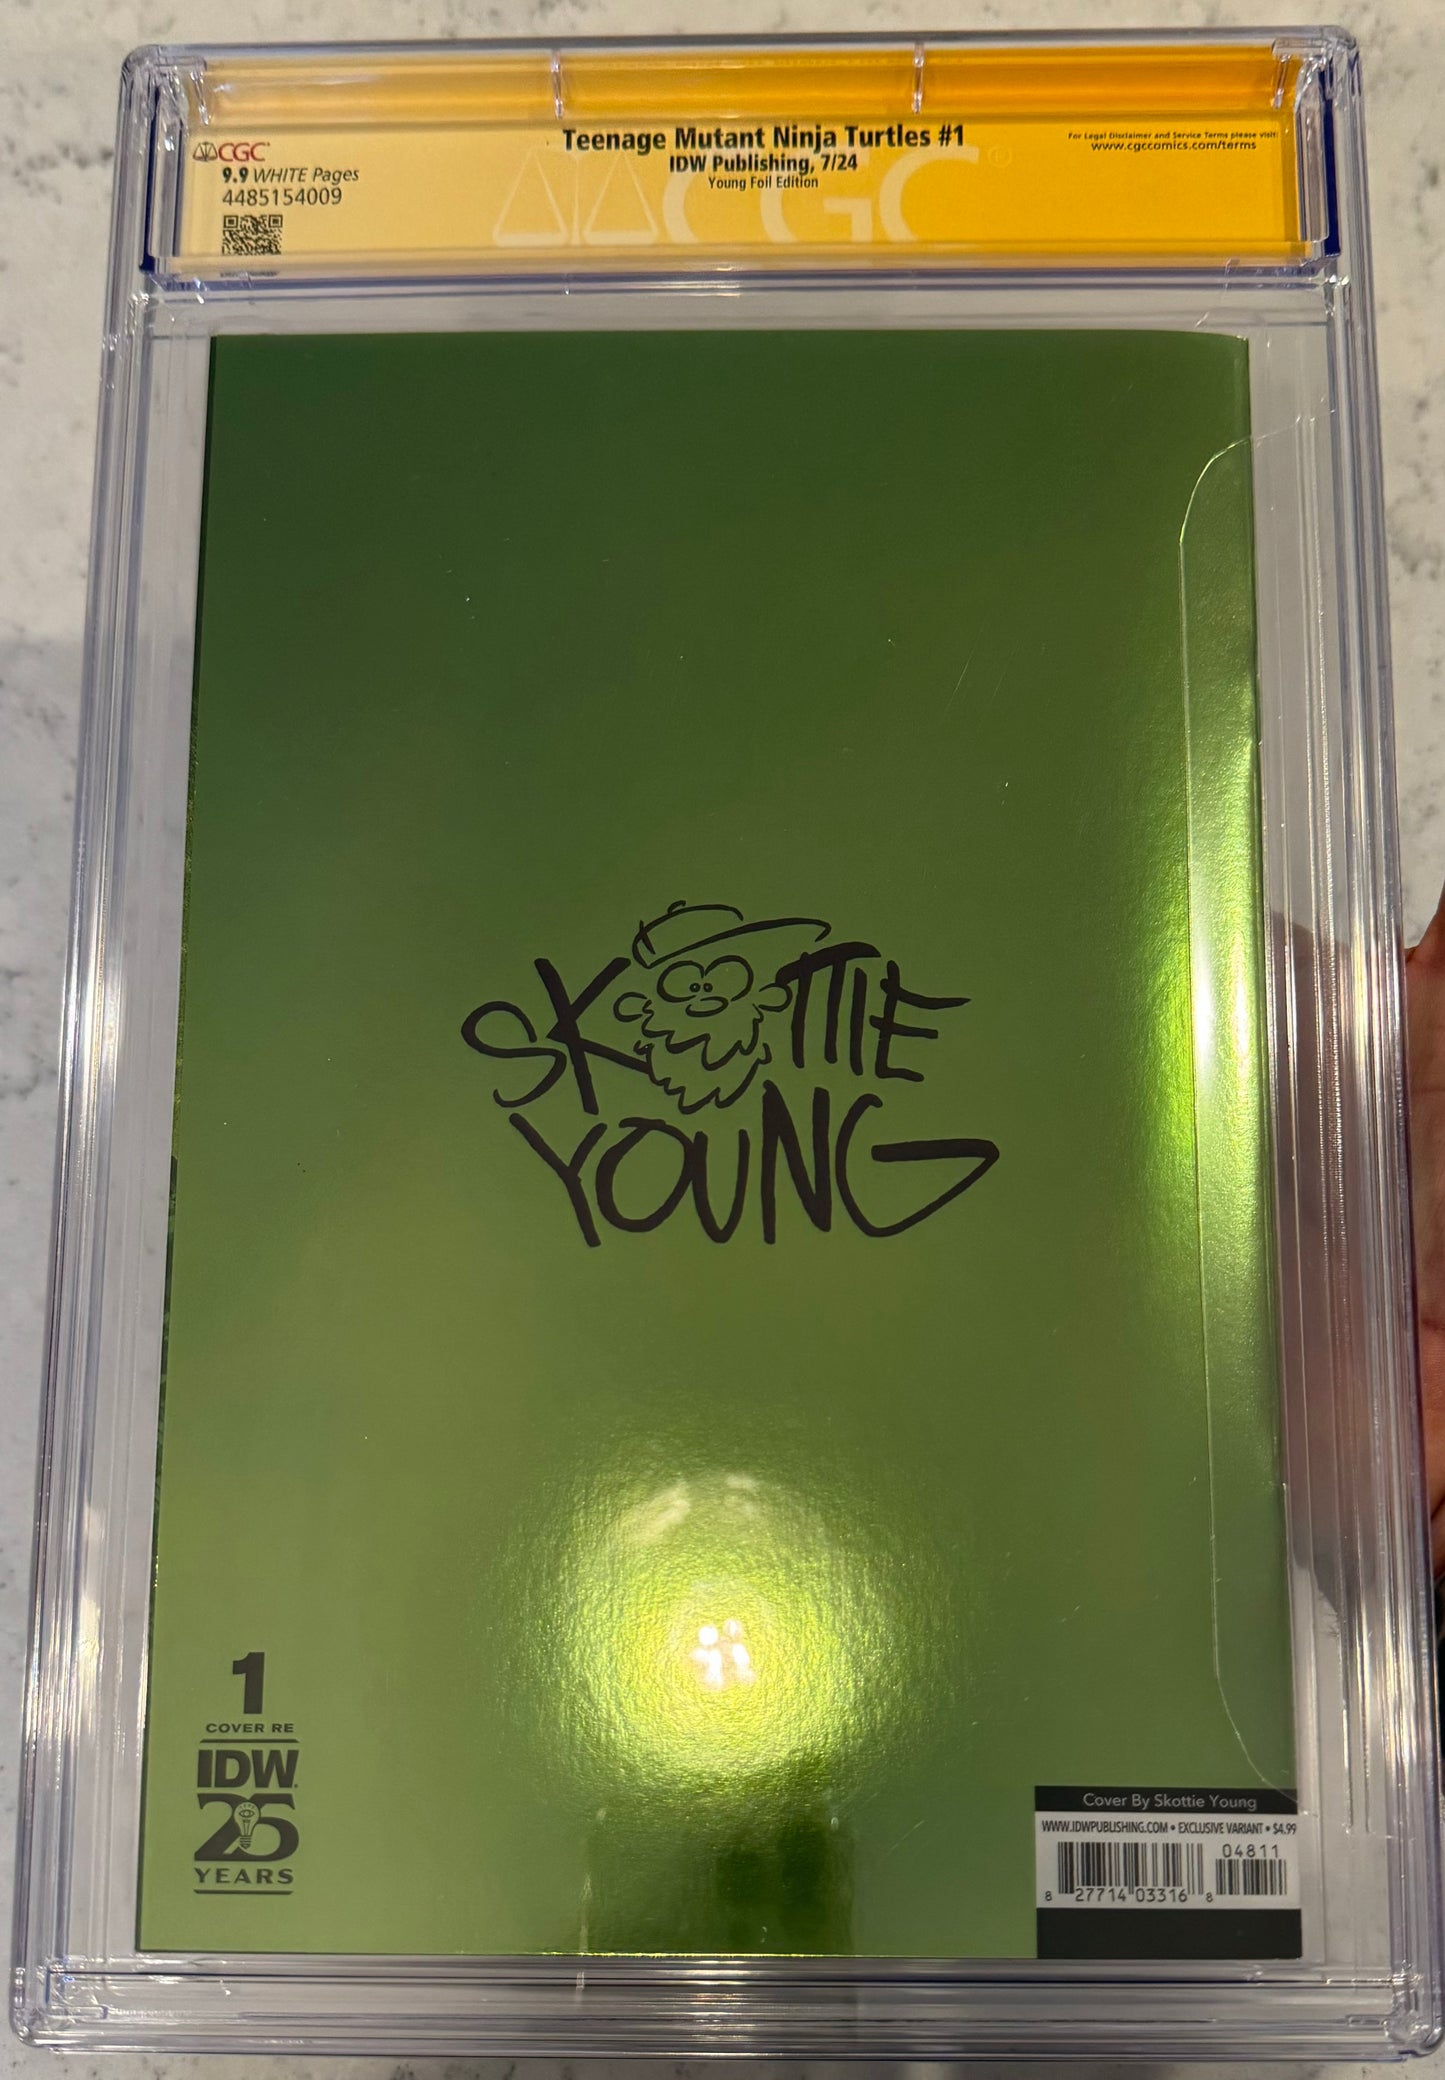 CGC
9.9 WHITE Pages
4485154009
Teenage Mutant Ninja Turtles #1
IDW Publishing, 7/24
Young Foil Edition
For Legal Disclaimer and Service Terms please visit:
www.cgccomics.com/terms
CGC
SKOTTIE
YOUNG
1
COVER RE
IDW
25
YEARS
Cover By Skottie Young
WWW.IDWPUBLISHING.COM • EXCLUSIVE VARIANT • $4.99
04811
8 27714 03316 8